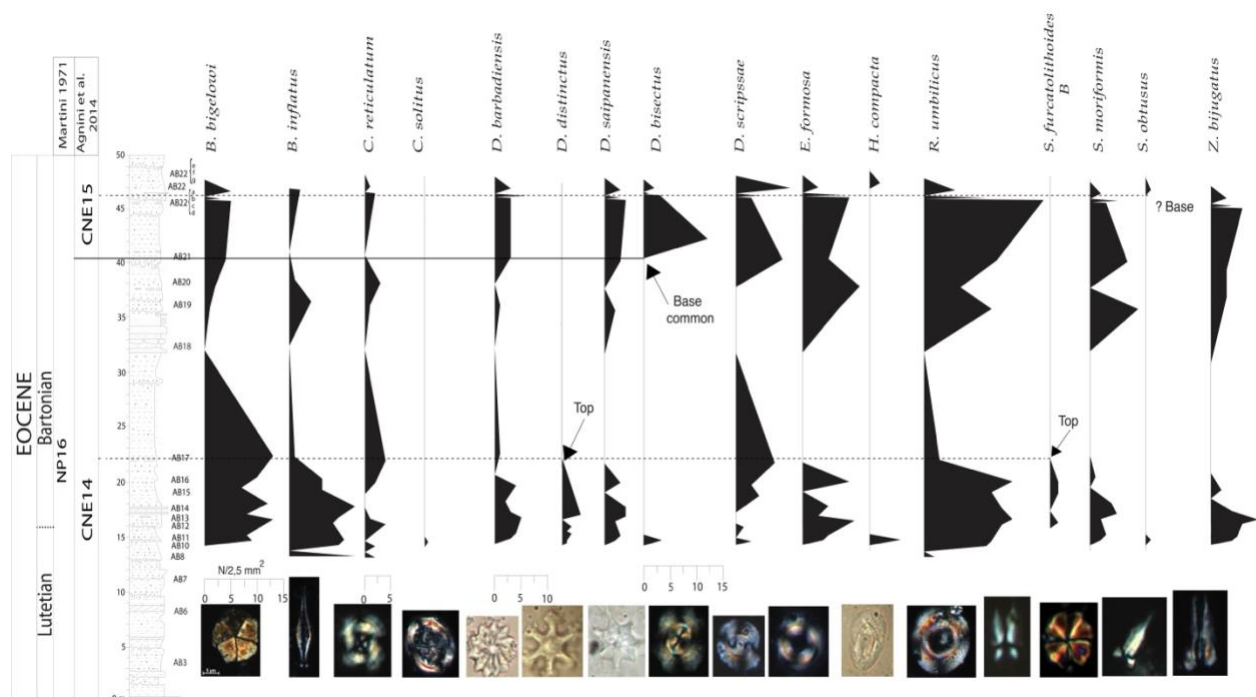 Martini 1971
Agnini et al.
2014
B. bigelowi
B. inflatus
C. reticulatum
C. solitus
D. barbadiensis
D. distinctus
D. saipanensis
D. bisectus
D. scrippsae
E. formosa
H. compacta
R. umbilicus
S. furcatolithoides
B
S. moriformis
S. obtusus
Z. bijugatus
EOCENE
Bartonian
Lutetian
NP16
CNE15
CNE14
50
AB22
AB22
45
AB22
? Base
AB21
40
AB20
Base
common
AB19
35
AB18
30
25
Top
Top
AB17
AB16
20
AB15
AB14
AB13
AB12
AB11
15
AB10
AB8
AB7
10
AB6
5
AB3
N/2,5 mm2
0 5 10 15
0 5
0 5 10
0 5 10 15